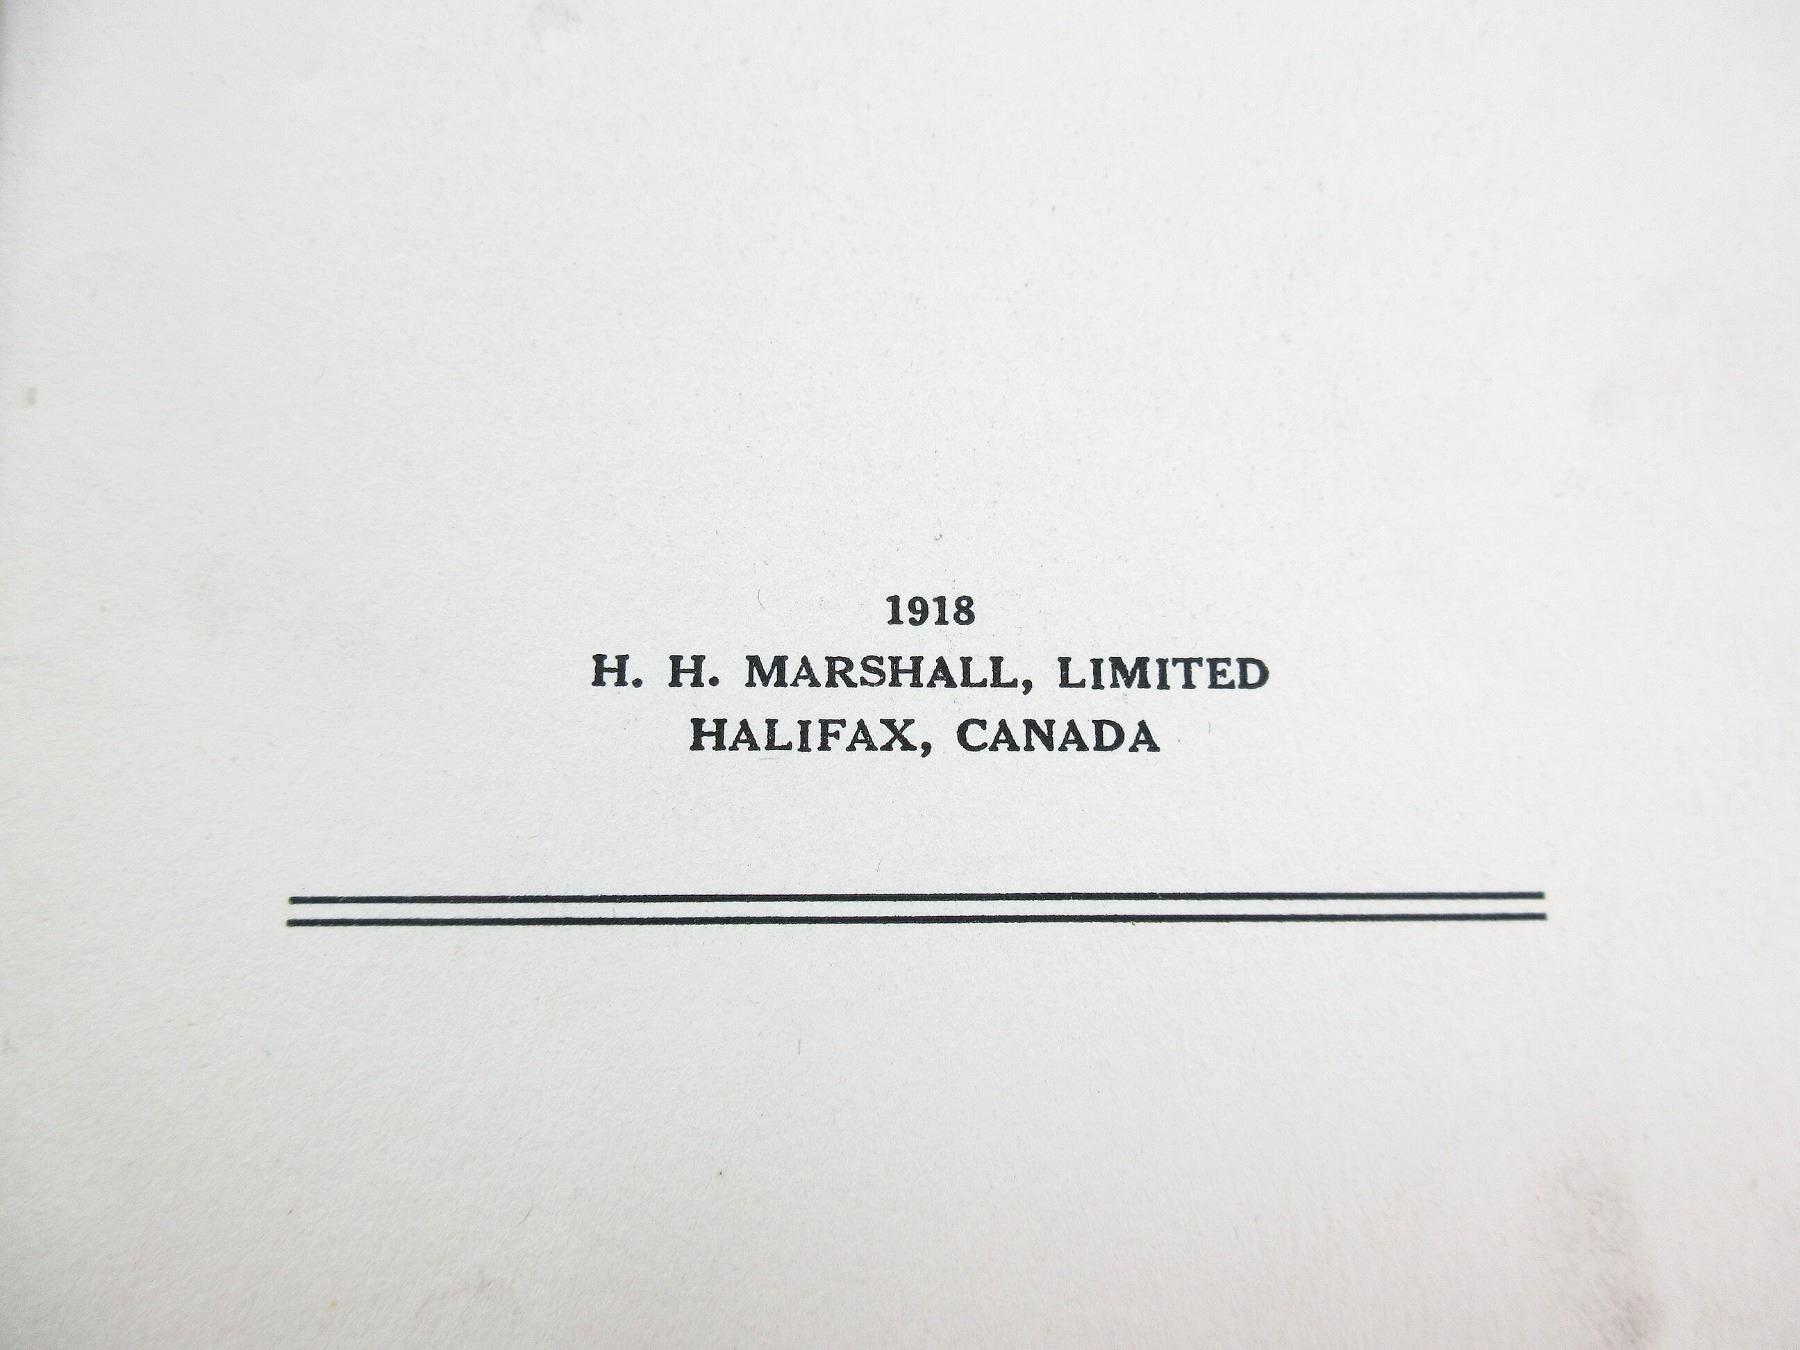 1918
H. H. MARSHALL, LIMITED
HALIFAX, CANADA